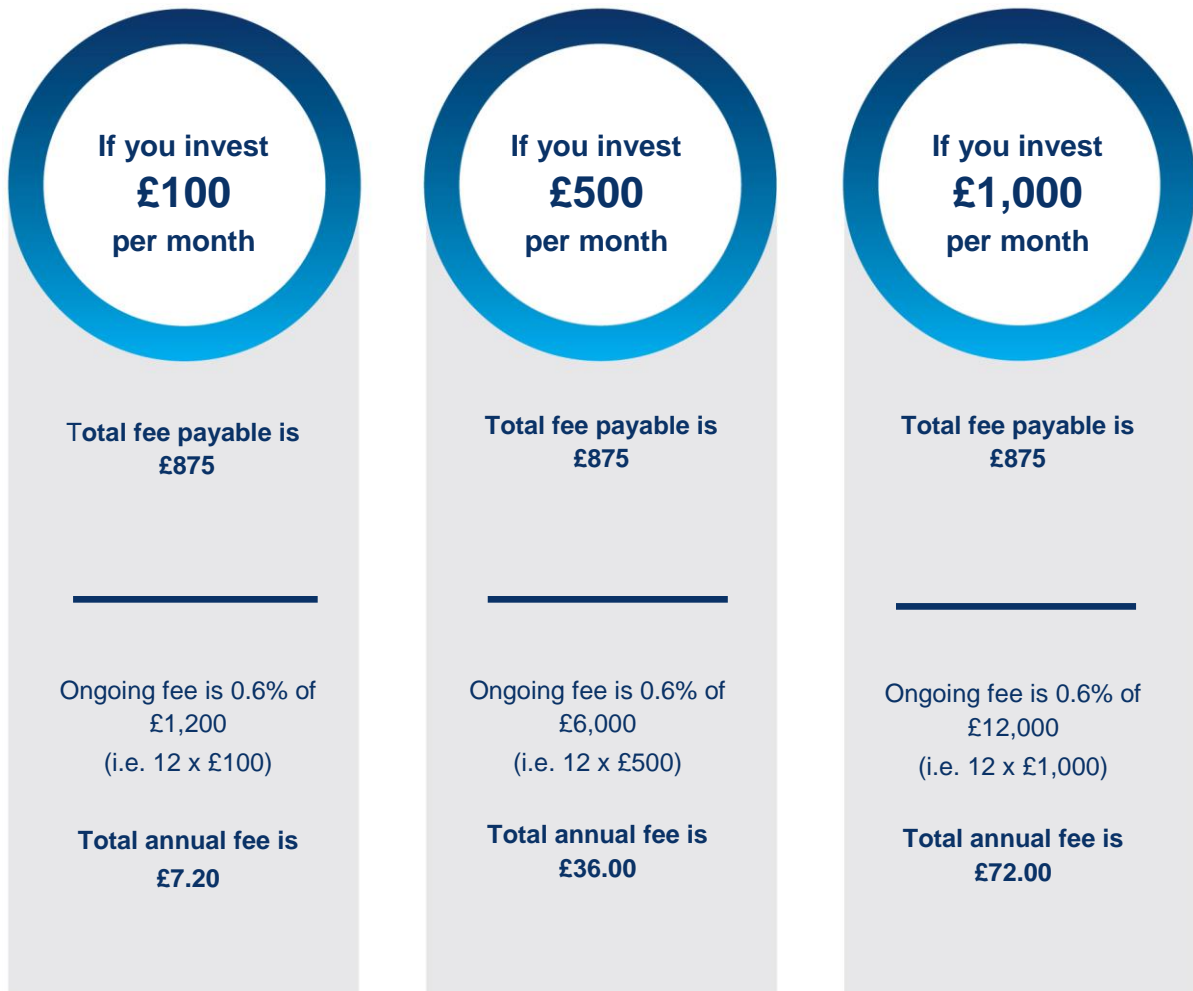 If you invest
£100
per month
Total fee payable is
£875
Ongoing fee is 0.6% of
£1,200
(i.e. 12 x £100)
Total annual fee is
£7.20
If you invest
£500
per month
Total fee payable is
£875
Ongoing fee is 0.6% of
£6,000
(i.e. 12 x £500)
Total annual fee is
£36.00
If you invest
£1,000
per month
Total fee payable is
£875
Ongoing fee is 0.6% of
£12,000
(i.e. 12 x £1,000)
Total annual fee is
£72.00